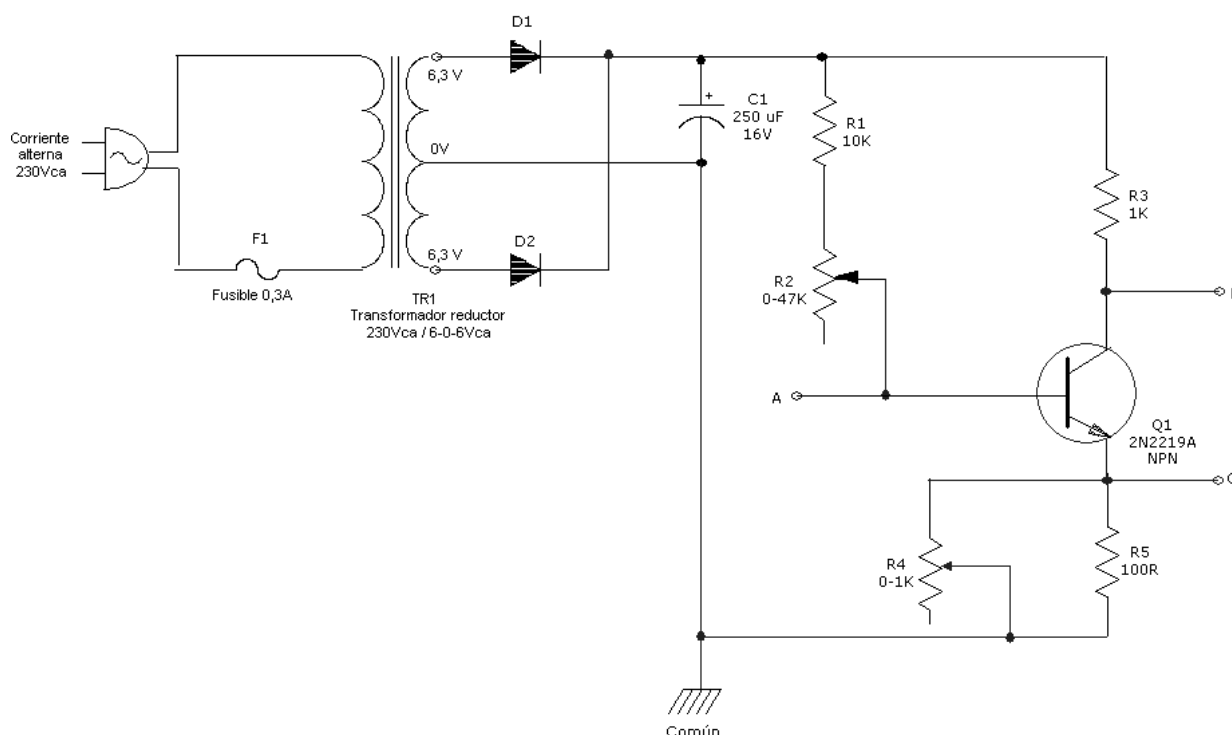 D1
6,3 V
Corriente
alterna
230Vca
0V
C1
250 uF
16V
R1
10K
R3
1K
F1
Fusible 0,3A
6,3 V
D2
TR1
Transformador reductor
230Vca / 6-0-6Vca
R2
0-47K
A
Q1
2N2219A
NPN
R4
0-1K
R5
100R
Común